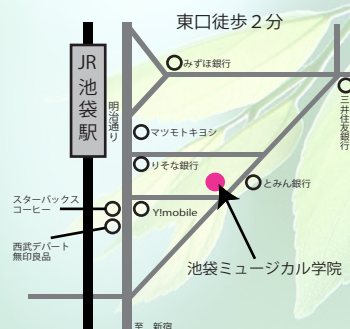 東口徒歩２分
JR池袋駅
明治通り
みずほ銀行
三井住友銀行
マツモトキヨシ
りそな銀行
とみん銀行
スターバックス
コーヒー
Y!mobile
西武デパート
無印良品
池袋ミュージカル学院
至　新宿